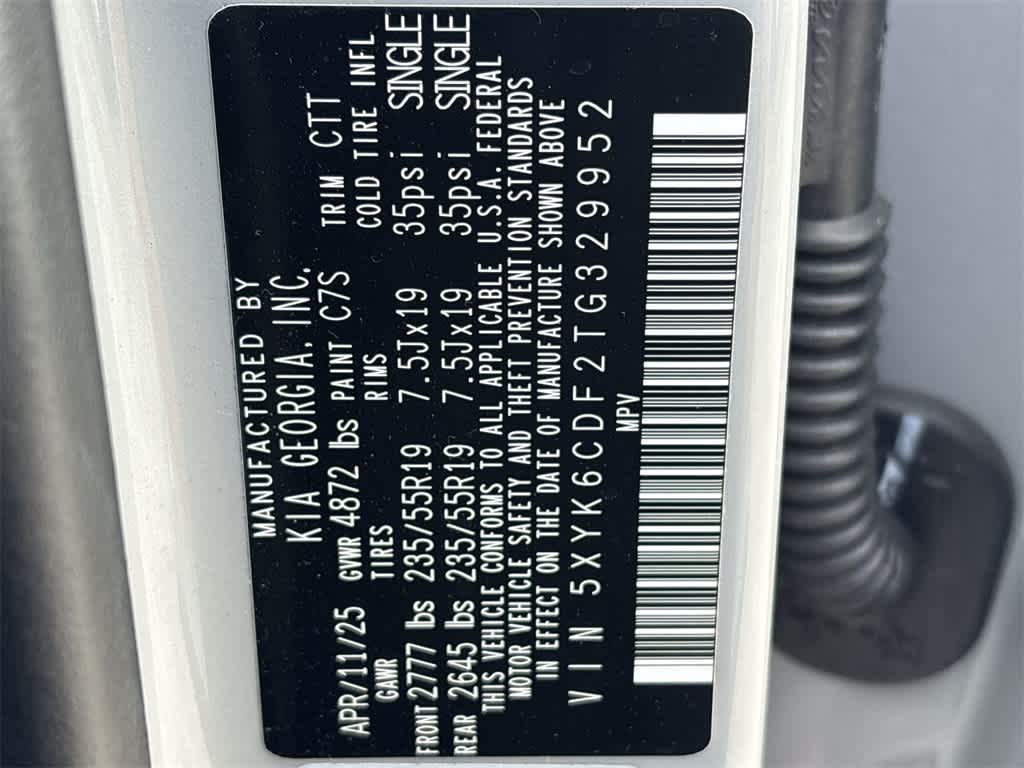 MANUFACTURED BY
KIA GEORGIA, INC.
APR/11/25 GVWR 4872 lbs PAINT C7S TRIM CTT
GAWR TIRES RIMS COLD TIRE INFL
FRONT 2777 lbs 235/55R19 7.5Jx19 35psi SINGLE
REAR 2645 lbs 235/55R19 7.5Jx19 35psi SINGLE
THIS VEHICLE CONFORMS TO ALL APPLICABLE U.S.A. FEDERAL
MOTOR VEHICLE SAFETY AND THEFT PREVENTION STANDARDS
IN EFFECT ON THE DATE OF MANUFACTURE SHOWN ABOVE
VIN 5XYK6CDF2TG329952
MPV